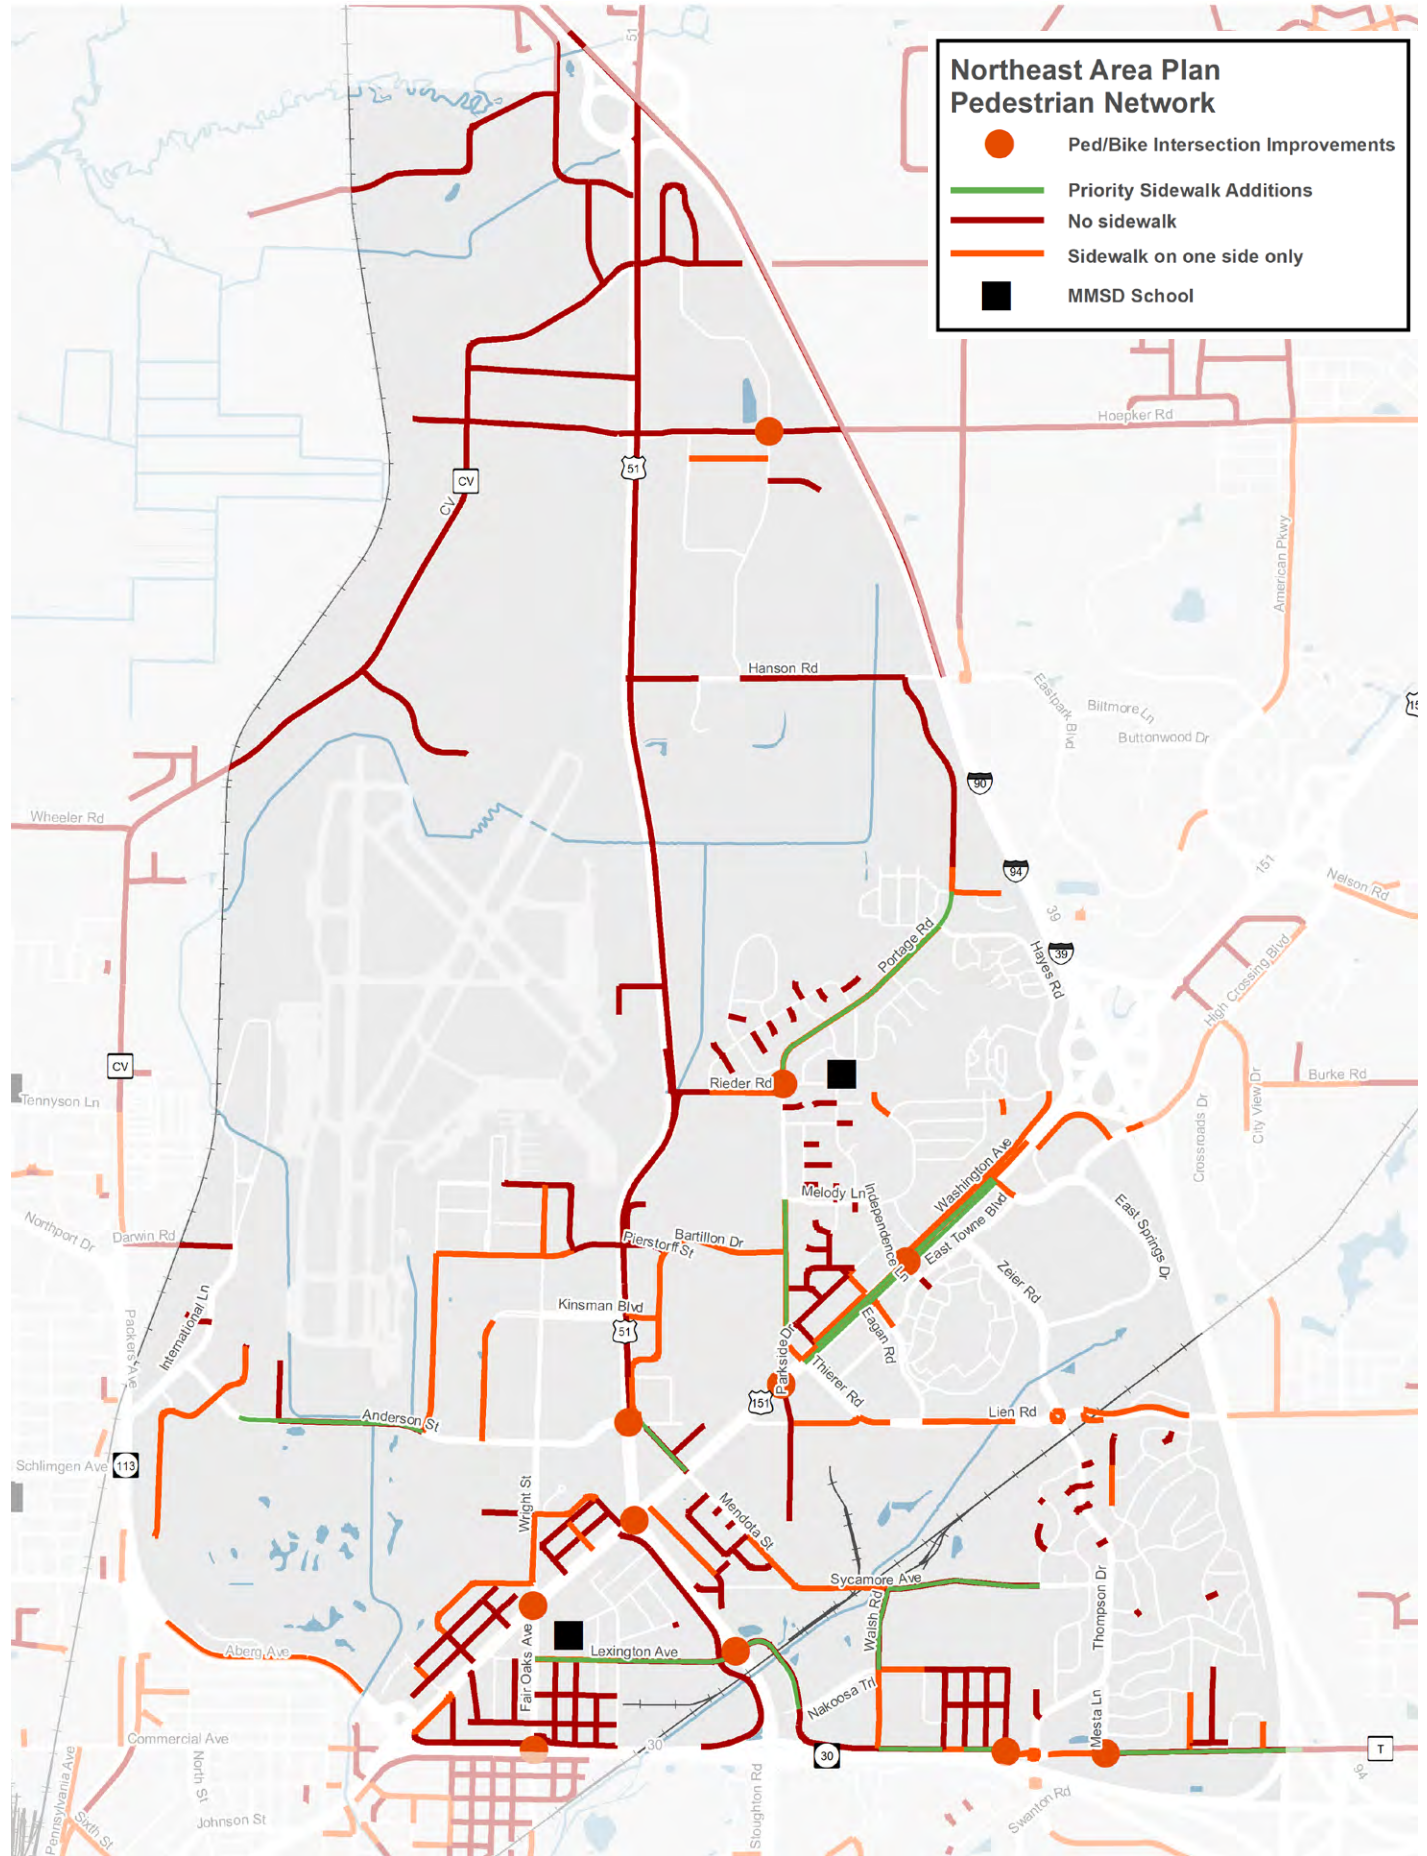 51
Northeast Area Plan
Pedestrian Network
Ped/Bike Intersection Improvements
Priority Sidewalk Additions
No sidewalk
Sidewalk on one side only
MMSD School
Hoepker Rd
CV
51
CV
American Pkwy
Hanson Rd
Eastpark Blvd
Biltmore Ln
Buttonwood Dr
15
90
Wheeler Rd
94
151
Nelson Rd
39
Portage Rd
Hayes Rd
39
High Crossing Blvd
CV
Rieder Rd
Burke Rd
Tennyson Ln
Crossroads Dr
City View Dr
Washington Ave
Melody Ln
Independence Ln
East Towne Blvd
East Springs Dr
Northport Dr
Darwin Rd
Pierstorff St
Bartillon Dr
Zeier Rd
International Ln
Packers Ave
Kinsman Blvd
51
Eagan Rd
Parkside Dr
Thierer Rd
151
Lien Rd
Anderson St
Schlimgen Ave
113
Wright St
Mendota St
Sycamore Ave
Walsh Rd
Thompson Dr
Aberg Ave
Fair Oaks Ave
Lexington Ave
Nakoosa Trl
Mesta Ln
Commercial Ave
30
30
T
94
Pennsylvania Ave
North St
Stoughton Rd
Swanton Rd
Sixth St
Johnson St